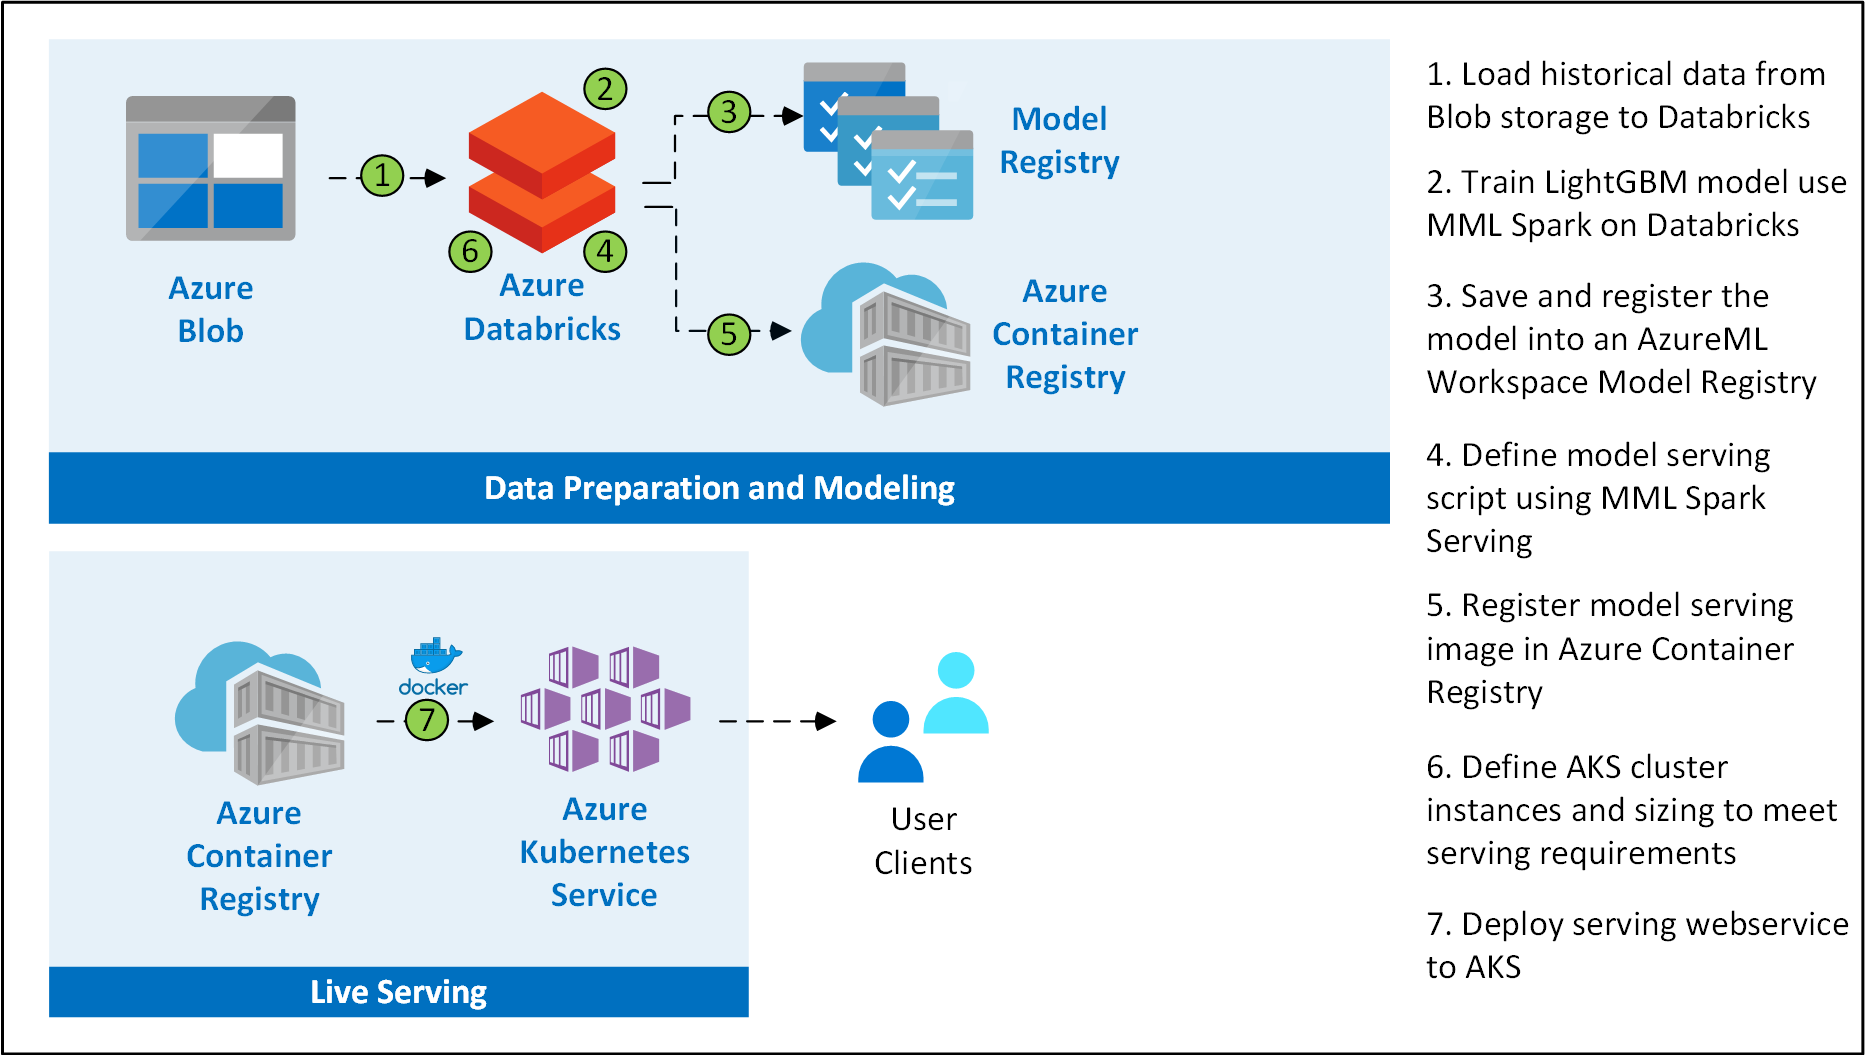 1
2
3
4
5
6
Azure
Blob
Azure
Databricks
Model
Registry
Azure
Container
Registry
Data Preparation and Modeling
docker
7
Azure
Container
Registry
Azure
Kubernetes
Service
User
Clients
Live Serving
1. Load historical data from
Blob storage to Databricks
2. Train LightGBM model use
MML Spark on Databricks
3. Save and register the
model into an AzureML
Workspace Model Registry
4. Define model serving
script using MML Spark
Serving
5. Register model serving
image in Azure Container
Registry
6. Define AKS cluster
instances and sizing to meet
serving requirements
7. Deploy serving webservice
to AKS